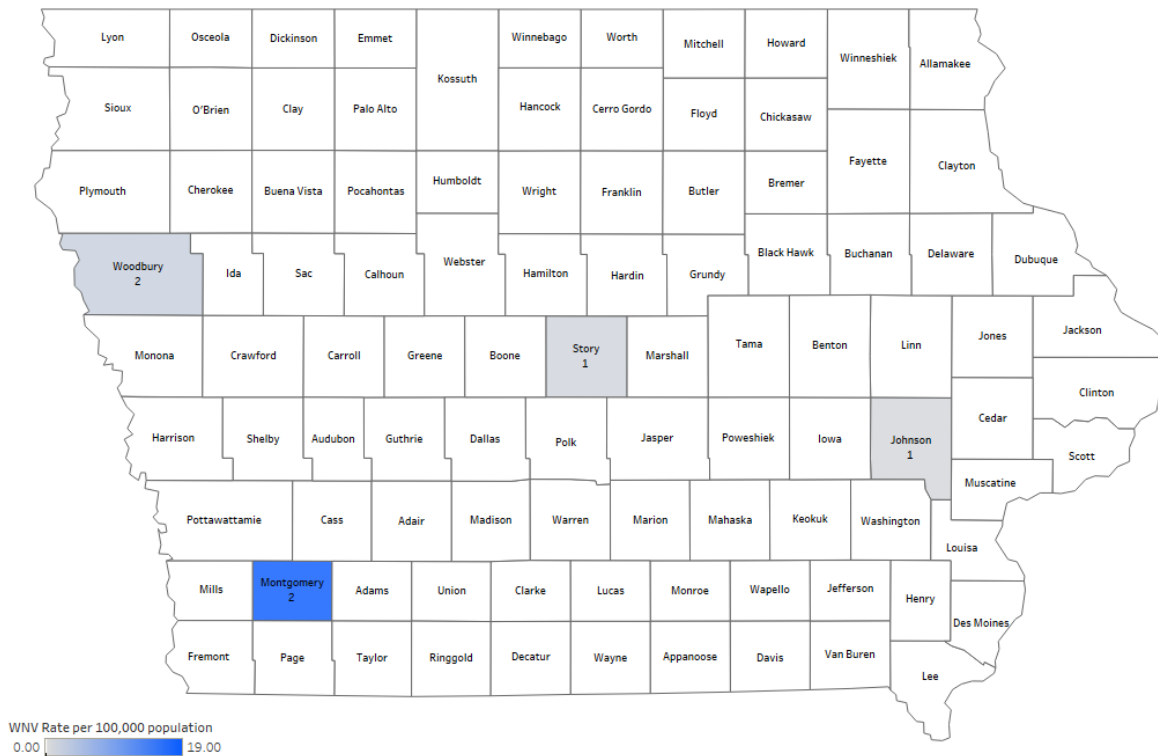 Lyon
Osceola
Dickinson
Emmet
Kossuth
Winnebago
Worth
Mitchell
Howard
Winneshiek
Allamakee
Sioux
O'Brien
Clay
Palo Alto
Hancock
Cerro Gordo
Floyd
Chickasaw
Fayette
Clayton
Plymouth
Cherokee
Buena Vista
Pocahontas
Humboldt
Wright
Franklin
Butler
Bremer
Woodbury
2
Ida
Sac
Calhoun
Webster
Hamilton
Hardin
Grundy
Black Hawk
Buchanan
Delaware
Dubuque
Monona
Crawford
Carroll
Greene
Boone
Story
1
Marshall
Tama
Benton
Linn
Jones
Jackson
Clinton
Harrison
Shelby
Audubon
Guthrie
Dallas
Polk
Jasper
Poweshiek
Iowa
Johnson
1
Cedar
Scott
Muscatine
Pottawattamie
Cass
Adair
Madison
Warren
Marion
Mahaska
Keokuk
Washington
Louisa
Mills
Montgomery
2
Adams
Union
Clarke
Lucas
Monroe
Wapello
Jefferson
Henry
Des Moines
Fremont
Page
Taylor
Ringgold
Decatur
Wayne
Appanoose
Davis
Van Buren
Lee
WNV Rate per 100,000 population
0.00 19.00